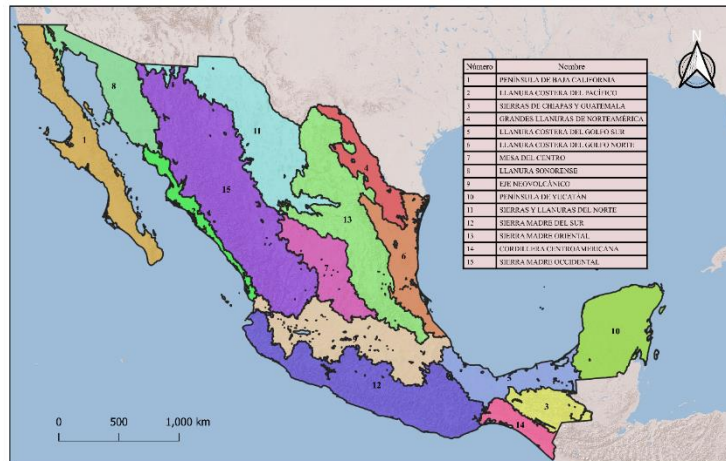 N
Número Nombre
1 PENÍNSULA DE BAJA CALIFORNIA
2 LLANURA COSTERA DEL PACÍFICO
3 SIERRAS DE CHIAPAS Y GUATEMALA
4 GRANDES LLANURAS DE NORTEAMÉRICA
5 LLANURA COSTERA DEL GOLFO SUR
6 LLANURA COSTERA DEL GOLFO NORTE
7 MESA DEL CENTRO
8 LLANURA SONORENSE
9 EJE NEOVOLCÁNICO
10 PENÍNSULA DE YUCATÁN
11 SIERRAS Y LLANURAS DEL NORTE
12 SIERRA MADRE DEL SUR
13 SIERRA MADRE ORIENTAL
14 CORDILLERA CENTROAMERICANA
15 SIERRA MADRE OCCIDENTAL
8
11
1
4
15
13
7
6
10
12
5
3
14
0 500 1,000 km